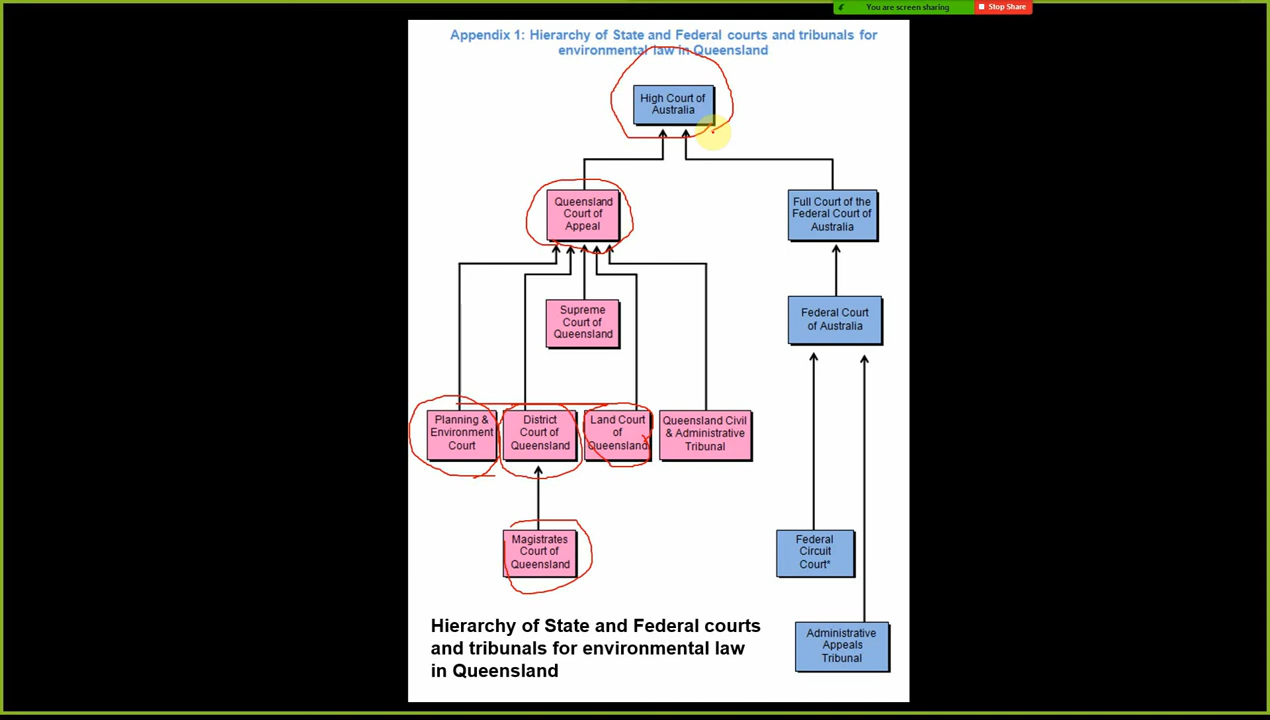 You are screen sharing
Stop Share
Appendix 1: Hierarchy of State and Federal courts and tribunals for
environmental law in Queensland
High Court of
Australia
Queensland
Court of
Appeal
Full Court of the
Federal Court of
Australia
Supreme
Court of
Queensland
Federal Court
of Australia
Planning &
Environment
Court
District
Court of
Queensland
Land Court
of
Queensland
Queensland Civil
& Administrative
Tribunal
Magistrates
Court of
Queensland
Federal
Circuit
Court*
Administrative
Appeals
Tribunal
Hierarchy of State and Federal courts
and tribunals for environmental law
in Queensland